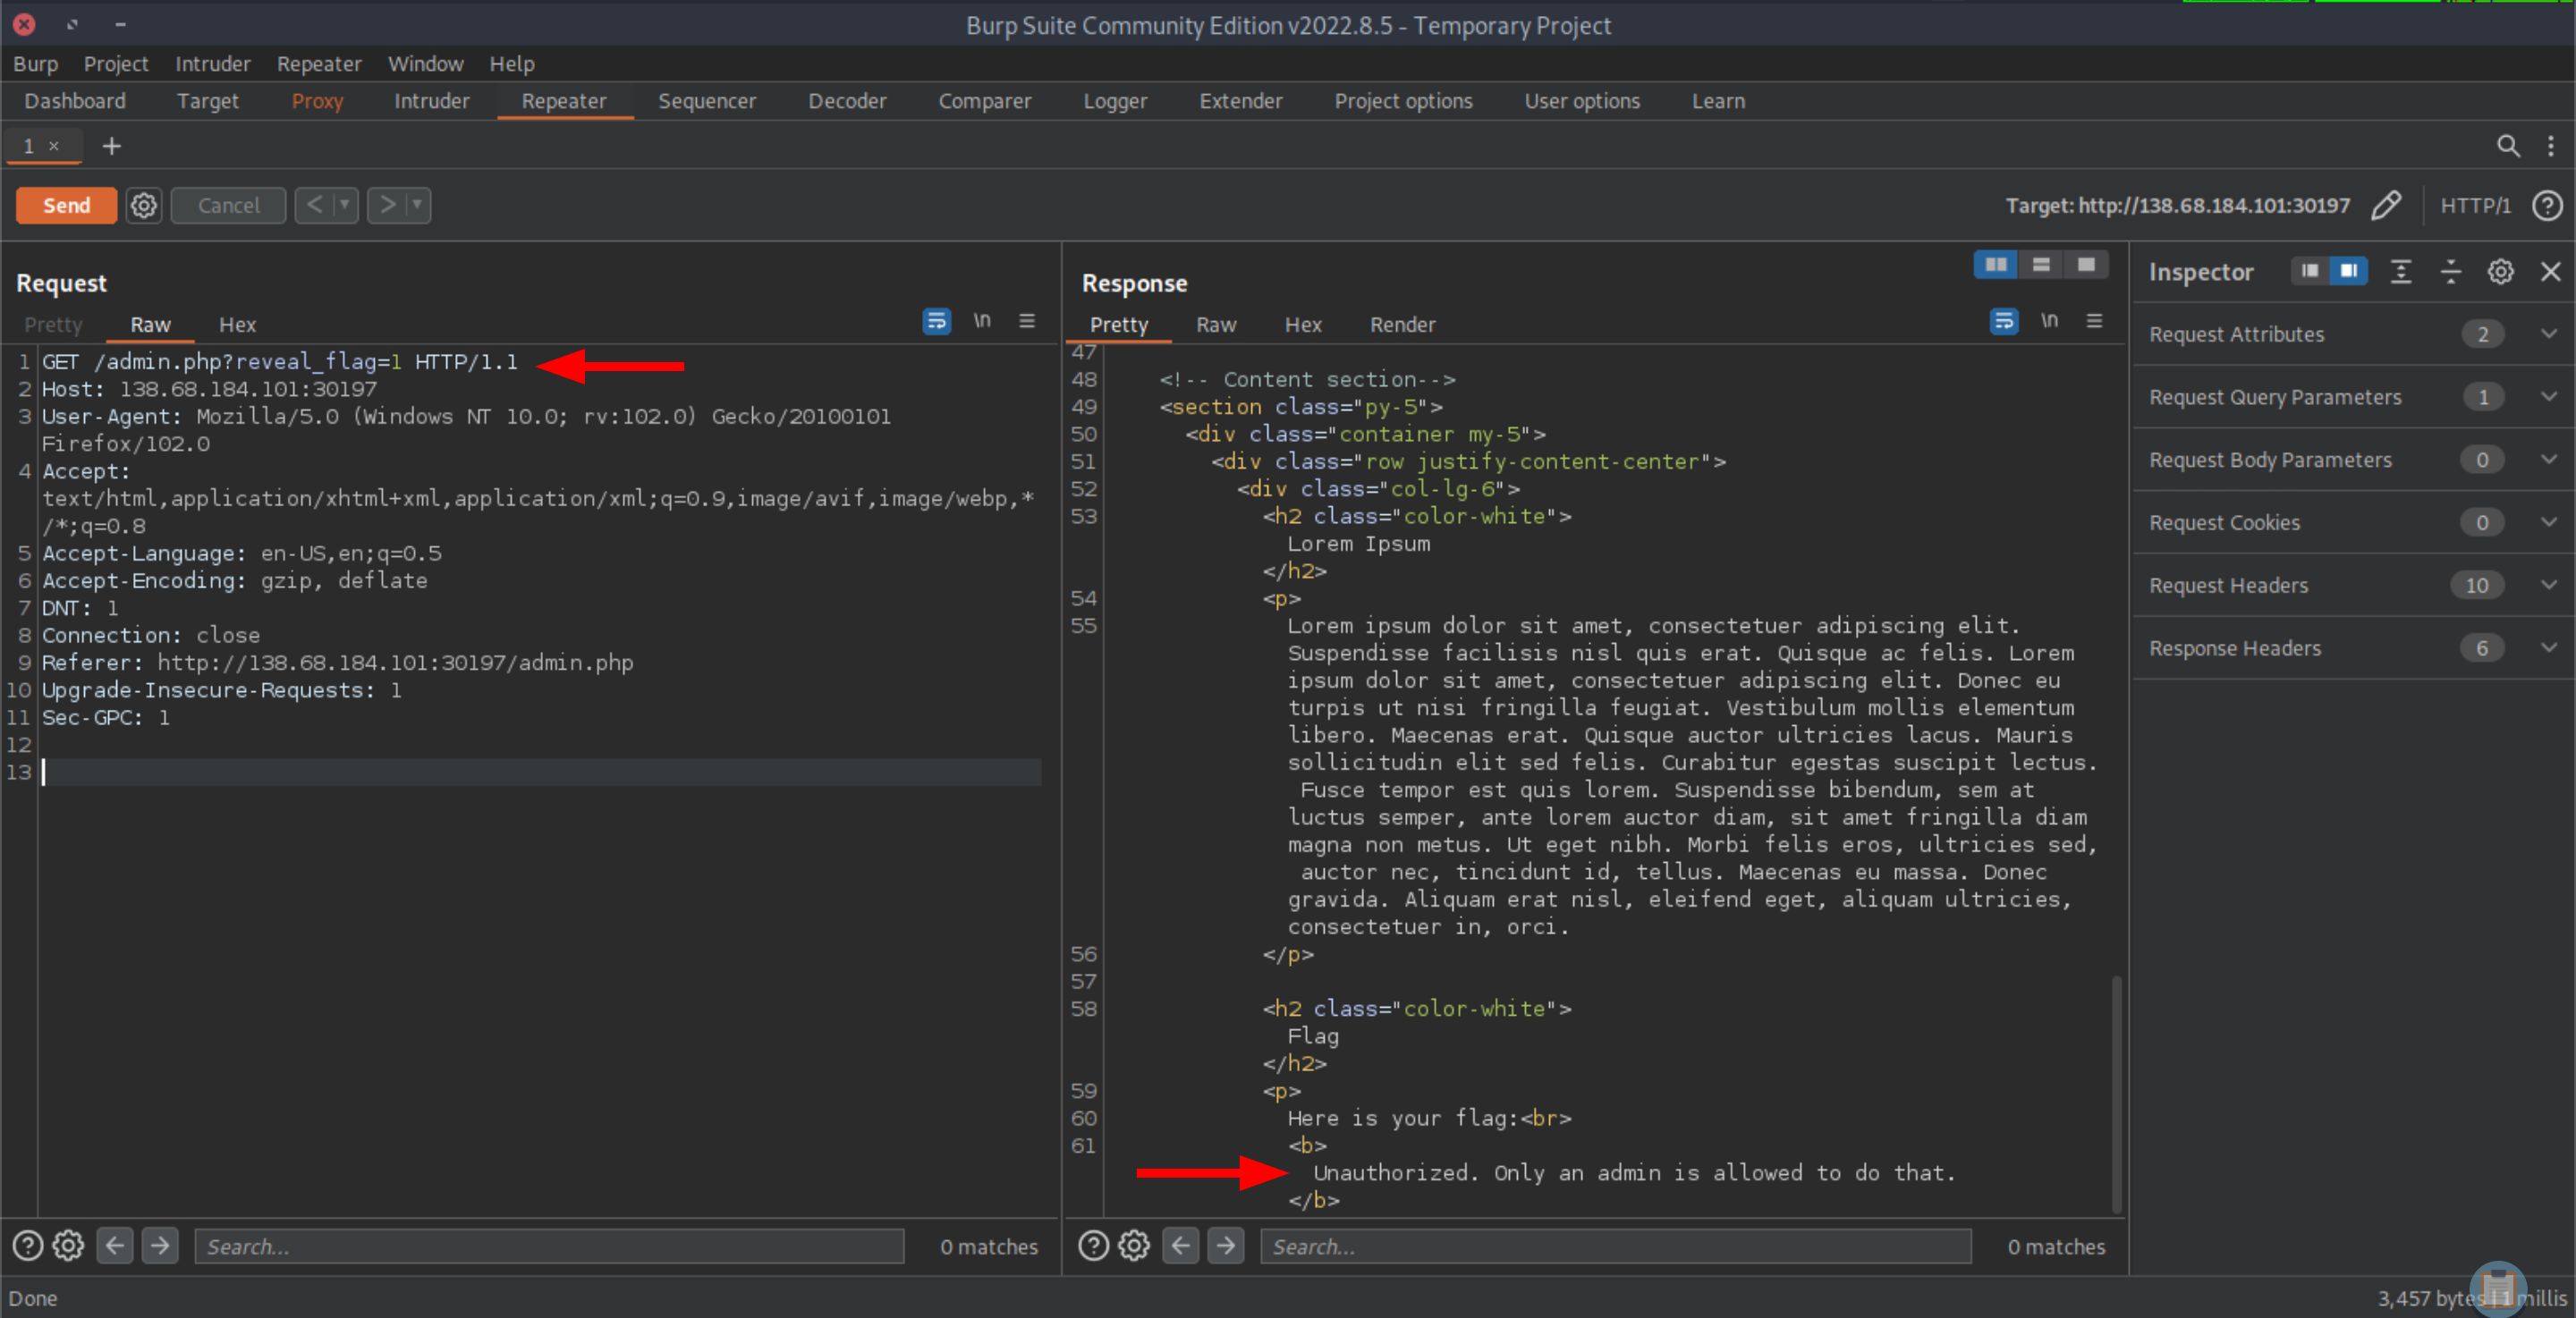 Burp Suite Community Edition v2022.8.5 - Temporary Project
Burp Project Intruder Repeater Window Help
Dashboard Target Proxy Intruder Repeater Sequencer Decoder Comparer Logger Extender Project options User options Learn
1 × +
Send Cancel < > Target: http://138.68.184.101:30197 HTTP/1
Request
Pretty Raw Hex \n
1 GET /admin.php?reveal_flag=1 HTTP/1.1
2 Host: 138.68.184.101:30197
3 User-Agent: Mozilla/5.0 (Windows NT 10.0; rv:102.0) Gecko/20100101
Firefox/102.0
4 Accept:
text/html,application/xhtml+xml,application/xml;q=0.9,image/avif,image/webp,*
/*;q=0.8
5 Accept-Language: en-US,en;q=0.5
6 Accept-Encoding: gzip, deflate
7 DNT: 1
8 Connection: close
9 Referer: http://138.68.184.101:30197/admin.php
10 Upgrade-Insecure-Requests: 1
11 Sec-GPC: 1
12
13
Search... 0 matches
Response
Pretty Raw Hex Render \n
47
48 <!-- Content section-->
49 <section class="py-5">
50 <div class="container my-5">
51 <div class="row justify-content-center">
52 <div class="col-lg-6">
53 <h2 class="color-white">
Lorem Ipsum
</h2>
54 <p>
55 Lorem ipsum dolor sit amet, consectetuer adipiscing elit.
Suspendisse facilisis nisl quis erat. Quisque ac felis. Lorem
ipsum dolor sit amet, consectetuer adipiscing elit. Donec eu
turpis ut nisi fringilla feugiat. Vestibulum mollis elementum
libero. Maecenas erat. Quisque auctor ultricies lacus. Mauris
sollicitudin elit sed felis. Curabitur egestas suscipit lectus.
Fusce tempor est quis lorem. Suspendisse bibendum, sem at
luctus semper, ante lorem auctor diam, sit amet fringilla diam
magna non metus. Ut eget nibh. Morbi felis eros, ultricies sed,
auctor nec, tincidunt id, tellus. Maecenas eu massa. Donec
gravida. Aliquam erat nisl, eleifend eget, aliquam ultricies,
consectetuer in, orci.
56 </p>
57
58 <h2 class="color-white">
Flag
</h2>
59 <p>
60 Here is your flag:<br>
61 <b>
Unauthorized. Only an admin is allowed to do that.
</b>
Search... 0 matches
Inspector
Request Attributes 2
Request Query Parameters 1
Request Body Parameters 0
Request Cookies 0
Request Headers 10
Response Headers 6
Done
3,457 bytes | 1 millis